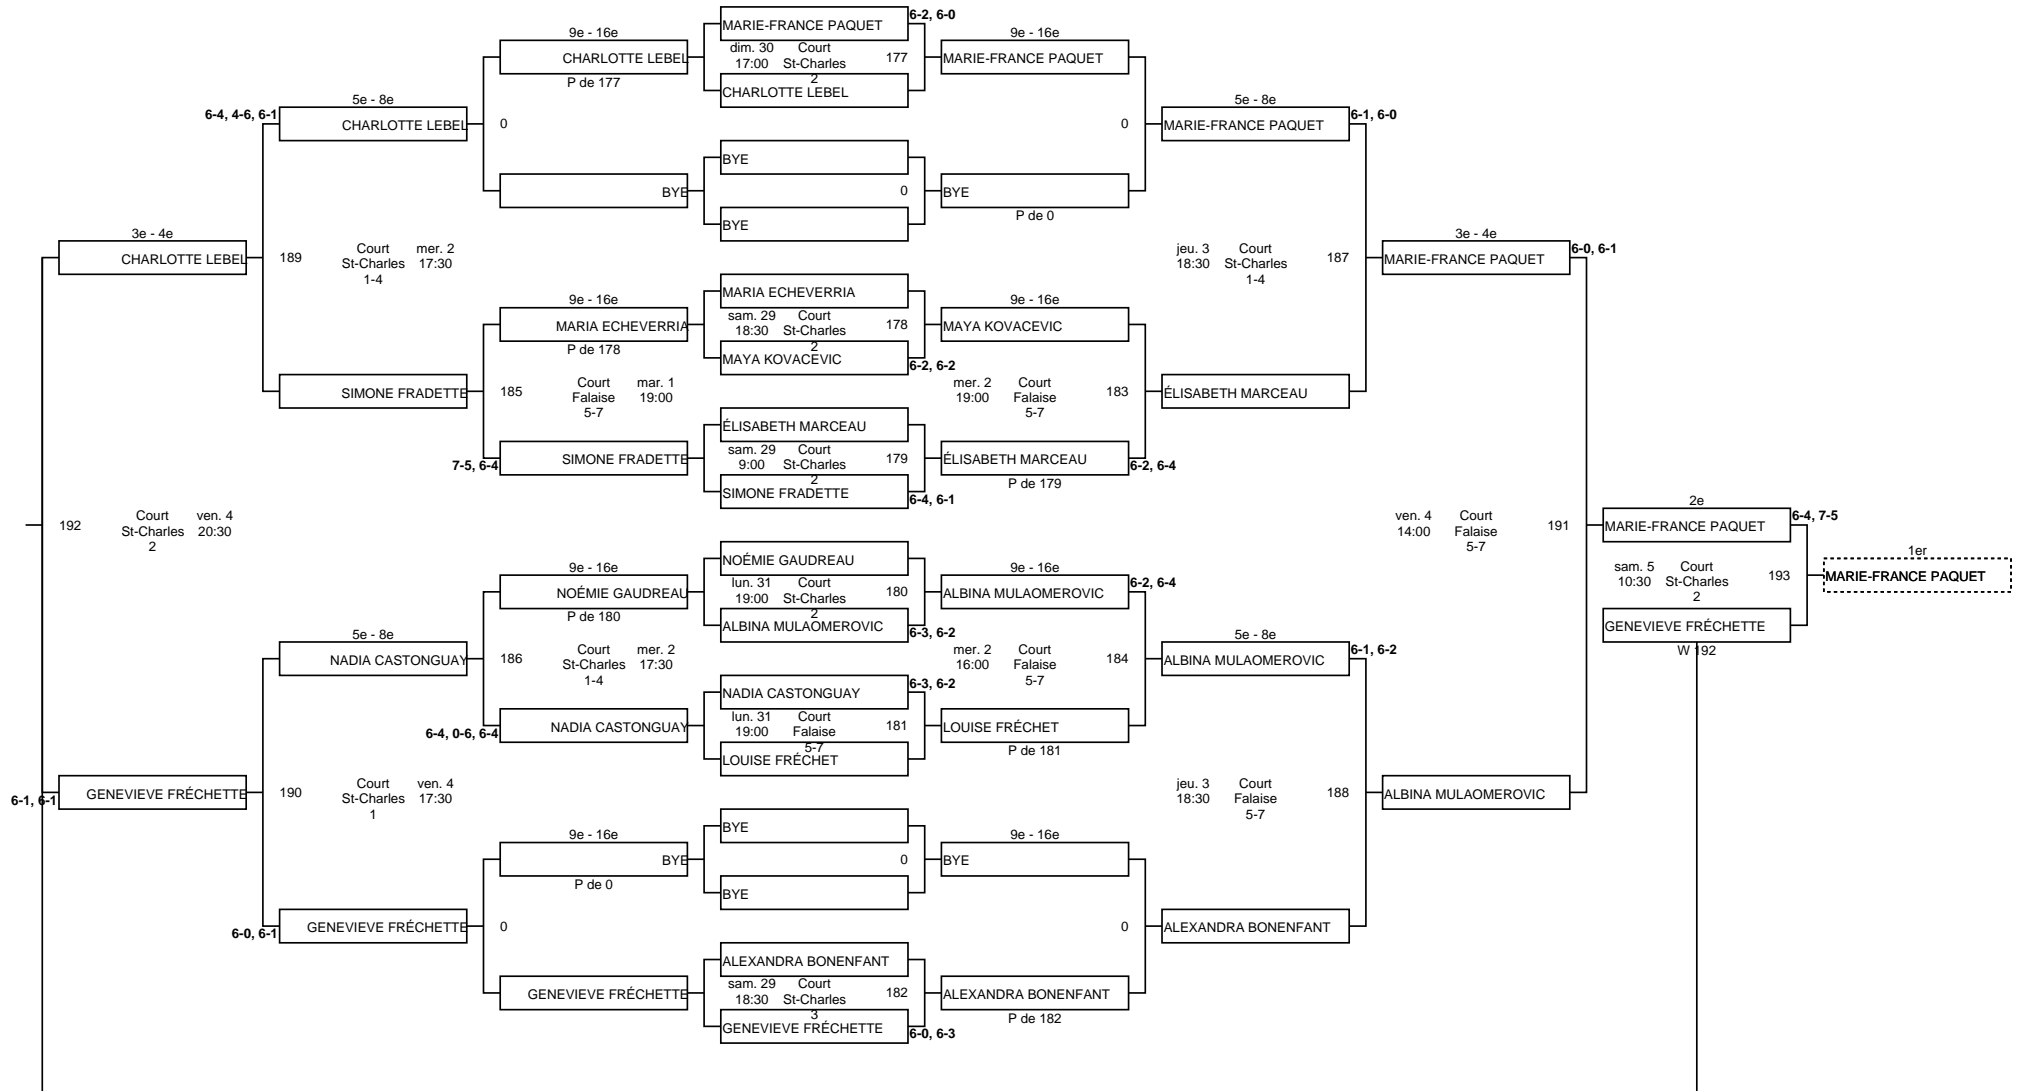 MARIE-FRANCE PAQUET 6-2, 6-0
9e - 16e
CHARLOTTE LEBEL
P de 177
dim. 30 Court
17:00 St-Charles 177
2
CHARLOTTE LEBEL
9e - 16e
MARIE-FRANCE PAQUET
5e - 8e
6-4, 4-6, 6-1
CHARLOTTE LEBEL
0
0
5e - 8e
MARIE-FRANCE PAQUET
6-1, 6-0
BYE
BYE
0
BYE
BYE
P de 0
3e - 4e
CHARLOTTE LEBEL
189
Court mer. 2
St-Charles 17:30
1-4
jeu. 3 Court
18:30 St-Charles 187
1-4
3e - 4e
MARIE-FRANCE PAQUET
6-0, 6-1
9e - 16e
MARIA ECHEVERRIA
P de 178
MARIA ECHEVERRIA
sam. 29 Court
18:30 St-Charles 178
2
MAYA KOVACEVIC
6-2, 6-2
9e - 16e
MAYA KOVACEVIC
SIMONE FRADETTE
185
Court mar. 1
Falaise 19:00
5-7
mer. 2 Court
19:00 Falaise 183
5-7
ÉLISABETH MARCEAU
7-5, 6-4
SIMONE FRADETTE
ÉLISABETH MARCEAU
sam. 29 Court
9:00 St-Charles 179
2
SIMONE FRADETTE
6-4, 6-1
ÉLISABETH MARCEAU
6-2, 6-4
P de 179
192
Court ven. 4
St-Charles 20:30
2
ven. 4 Court
14:00 Falaise 191
5-7
2e
MARIE-FRANCE PAQUET
6-4, 7-5
sam. 5 Court
10:30 St-Charles 193
2
1er
MARIE-FRANCE PAQUET
GENEVIEVE FRÉCHETTE
W 192
9e - 16e
NOÉMIE GAUDREAU
P de 180
NOÉMIE GAUDREAU
lun. 31 Court
19:00 St-Charles 180
2
ALBINA MULAOMEROVIC
6-3, 6-2
9e - 16e
ALBINA MULAOMEROVIC
6-2, 6-4
5e - 8e
NADIA CASTONGUAY
186
Court mer. 2
St-Charles 17:30
1-4
mer. 2 Court
16:00 Falaise 184
5-7
5e - 8e
ALBINA MULAOMEROVIC
6-1, 6-2
6-4, 0-6, 6-4
NADIA CASTONGUAY
NADIA CASTONGUAY
6-3, 6-2
lun. 31 Court
19:00 Falaise 181
5-7
LOUISE FRÉCHET
LOUISE FRÉCHET
P de 181
6-1, 6-1
GENEVIEVE FRÉCHETTE
190
Court ven. 4
St-Charles 17:30
1
jeu. 3 Court
18:30 Falaise 188
5-7
ALBINA MULAOMEROVIC
9e - 16e
BYE
P de 0
BYE
0
BYE
9e - 16e
BYE
6-0, 6-1
GENEVIEVE FRÉCHETTE
0
0
ALEXANDRA BONENFANT
GENEVIEVE FRÉCHETTE
ALEXANDRA BONENFANT
sam. 29 Court
18:30 St-Charles 182
3
GENEVIEVE FRÉCHETTE
6-0, 6-3
ALEXANDRA BONENFANT
P de 182